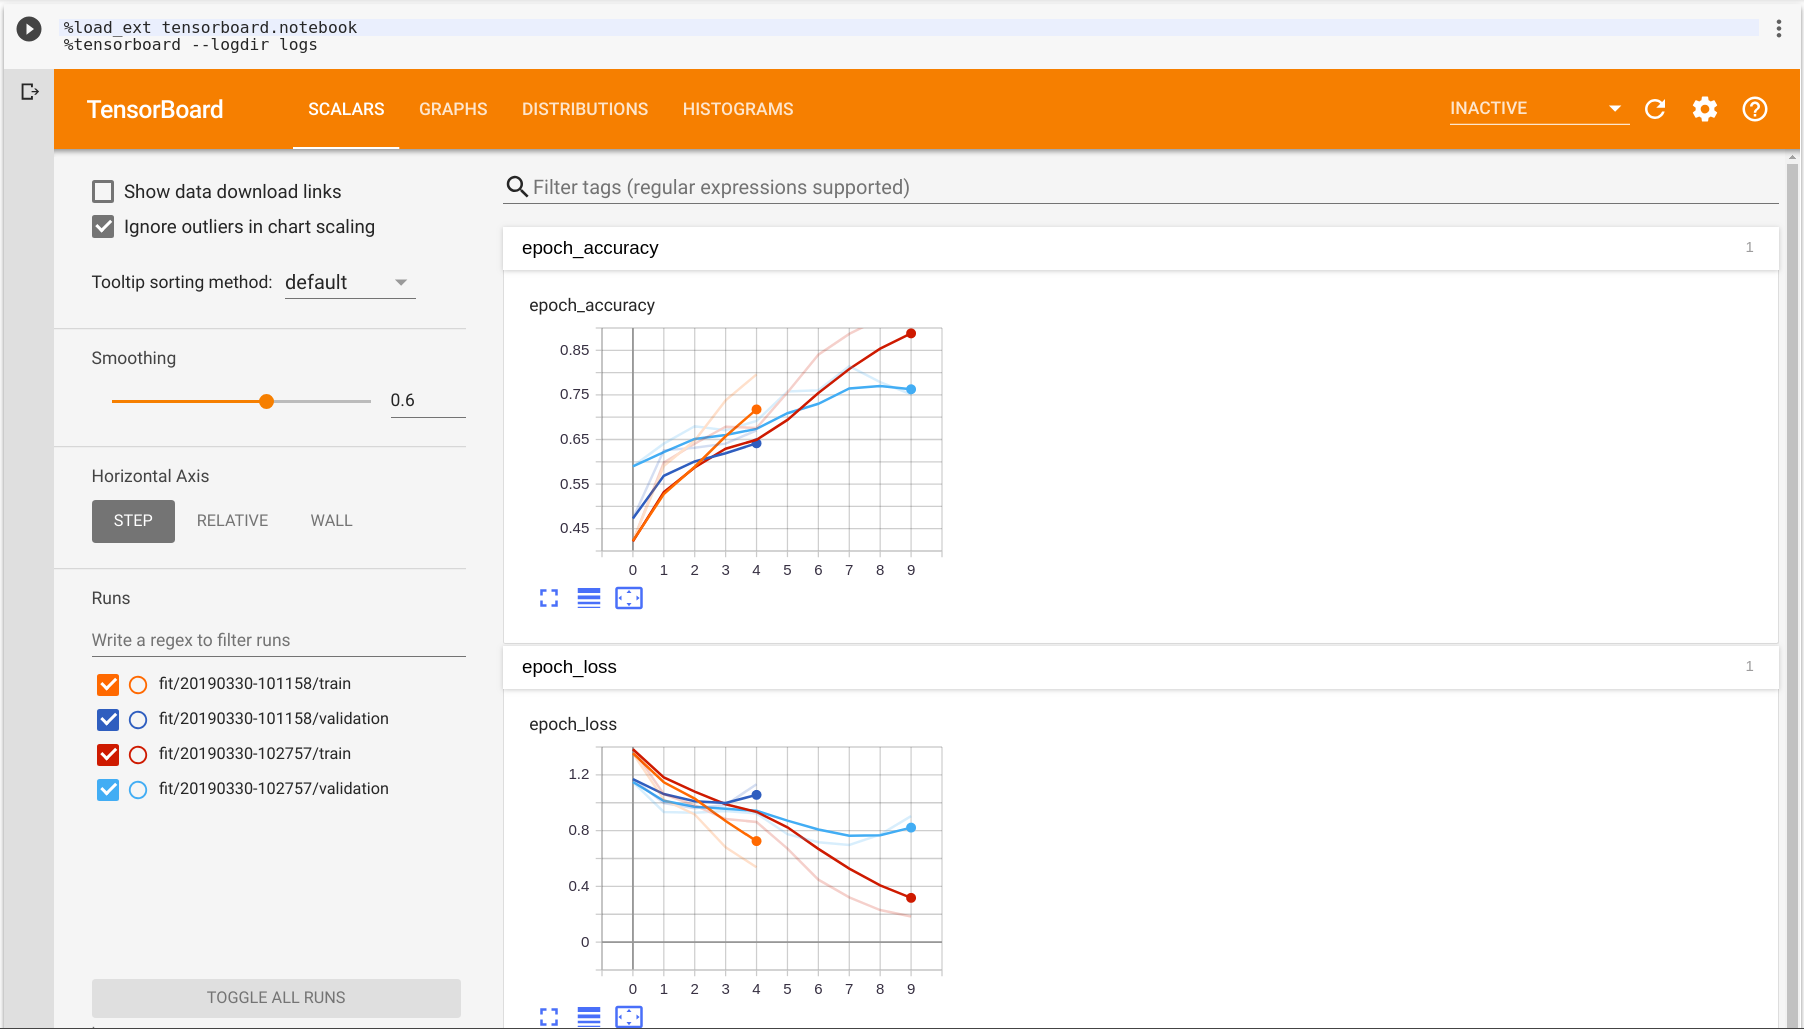 %load_ext tensorboard.notebook
%tensorboard --logdir logs
TensorBoard
SCALARS
GRAPHS
DISTRIBUTIONS
HISTOGRAMS
INACTIVE
Show data download links
Ignore outliers in chart scaling
Tooltip sorting method: default
Smoothing
0.6
Horizontal Axis
STEP RELATIVE WALL
Runs
Write a regex to filter runs
fit/20190330-101158/train
fit/20190330-101158/validation
fit/20190330-102757/train
fit/20190330-102757/validation
TOGGLE ALL RUNS
Filter tags (regular expressions supported)
epoch_accuracy 1
epoch_accuracy
0.85
0.75
0.65
0.55
0.45
0 1 2 3 4 5 6 7 8 9
epoch_loss 1
epoch_loss
1.2
0.8
0.4
0
0 1 2 3 4 5 6 7 8 9